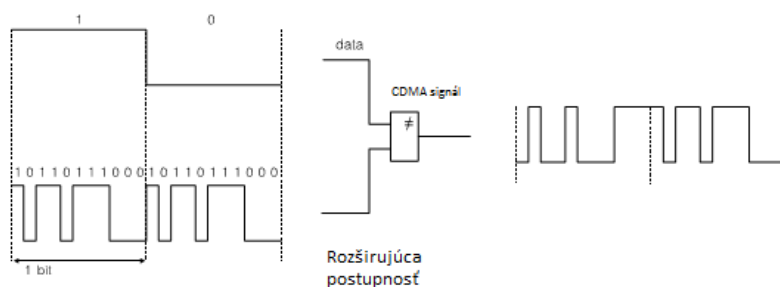 1 0
data
CDMA signál
≠
1 0 1 1 0 1 1 1 0 0 0 1 0 1 1 0 1 1 1 0 0 0
1 bit
Rozširujúca
postupnosť